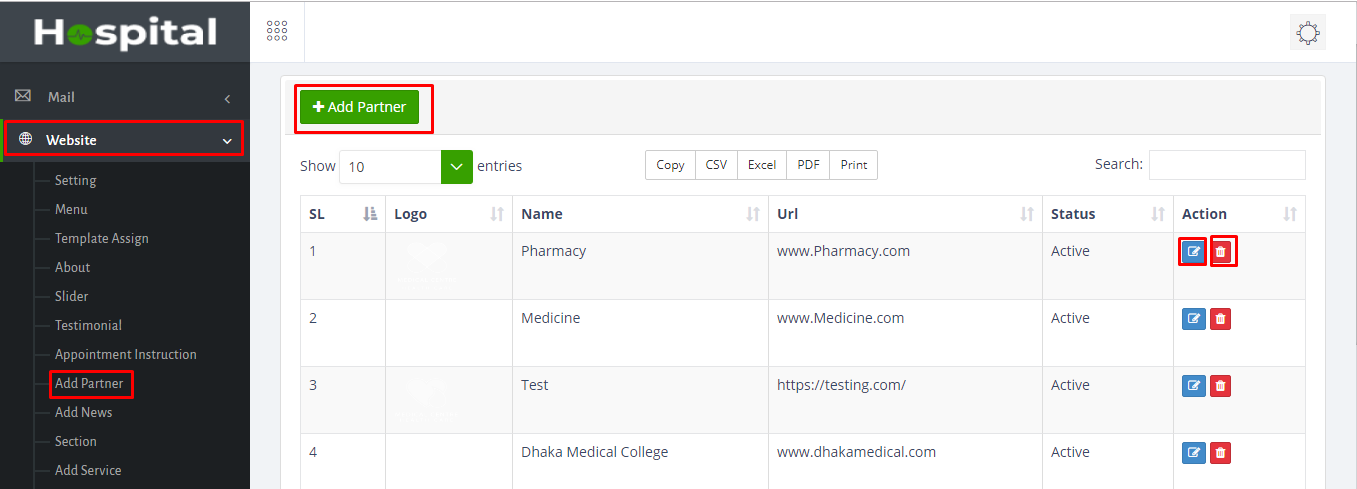 Hospital
Mail
Website
Setting
Menu
Template Assign
About
Slider
Testimonial
Appointment Instruction
Add Partner
Add News
Section
Add Service
Add Partner
Show 10 entries
Copy CSV Excel PDF Print
Search:
SL Logo Name Url Status Action
1 Pharmacy www.Pharmacy.com Active
2 Medicine www.Medicine.com Active
3 Test https://testing.com/ Active
4 Dhaka Medical College www.dhakamedical.com Active